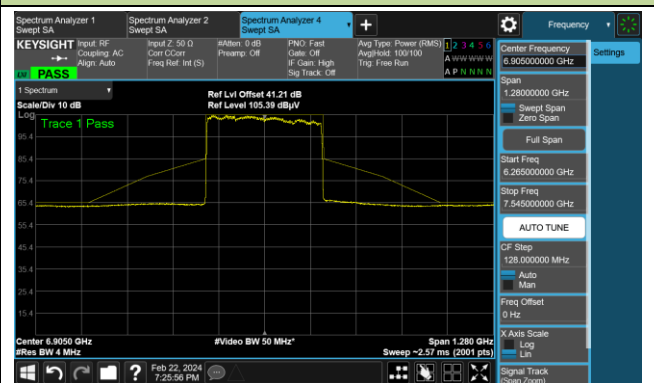 Spectrum Analyzer 1
Swept SA
Spectrum Analyzer 2
Swept SA
Spectrum Analyzer 4
Swept SA
Frequency
KEYSIGHT
Input: RF
Coupling: AC
Align: Auto
Input Z: 50 Ω
Corr CCorr
Freq Ref: Int (S)
#Atten: 0 dB
Preamp: Off
PNO: Fast
Gate: Off
IF Gain: High
Sig Track: Off
Avg Type: Power (RMS)
Avg|Hold: 100/100
Trig: Free Run
1 2 3 4 5 6
A W W W W W
A P N N N N
PASS
1 Spectrum
Scale/Div 10 dB
Ref Lvl Offset 41.21 dB
Ref Level 105.39 dBµV
Log
Trace 1 Pass
95.4
85.4
75.4
65.4
55.4
45.4
35.4
25.4
15.4
Center 6.9050 GHz
#Res BW 4 MHz
#Video BW 50 MHz*
Span 1.280 GHz
Sweep ~2.57 ms (2001 pts)
Center Frequency
6.905000000 GHz
Settings
Span
1.28000000 GHz
Swept Span
Zero Span
Full Span
Start Freq
6.265000000 GHz
Stop Freq
7.545000000 GHz
AUTO TUNE
CF Step
128.000000 MHz
Auto
Man
Freq Offset
0 Hz
X Axis Scale
Log
Lin
Signal Track
(Span Zoom)
?
Feb 22, 2024
7:25:56 PM